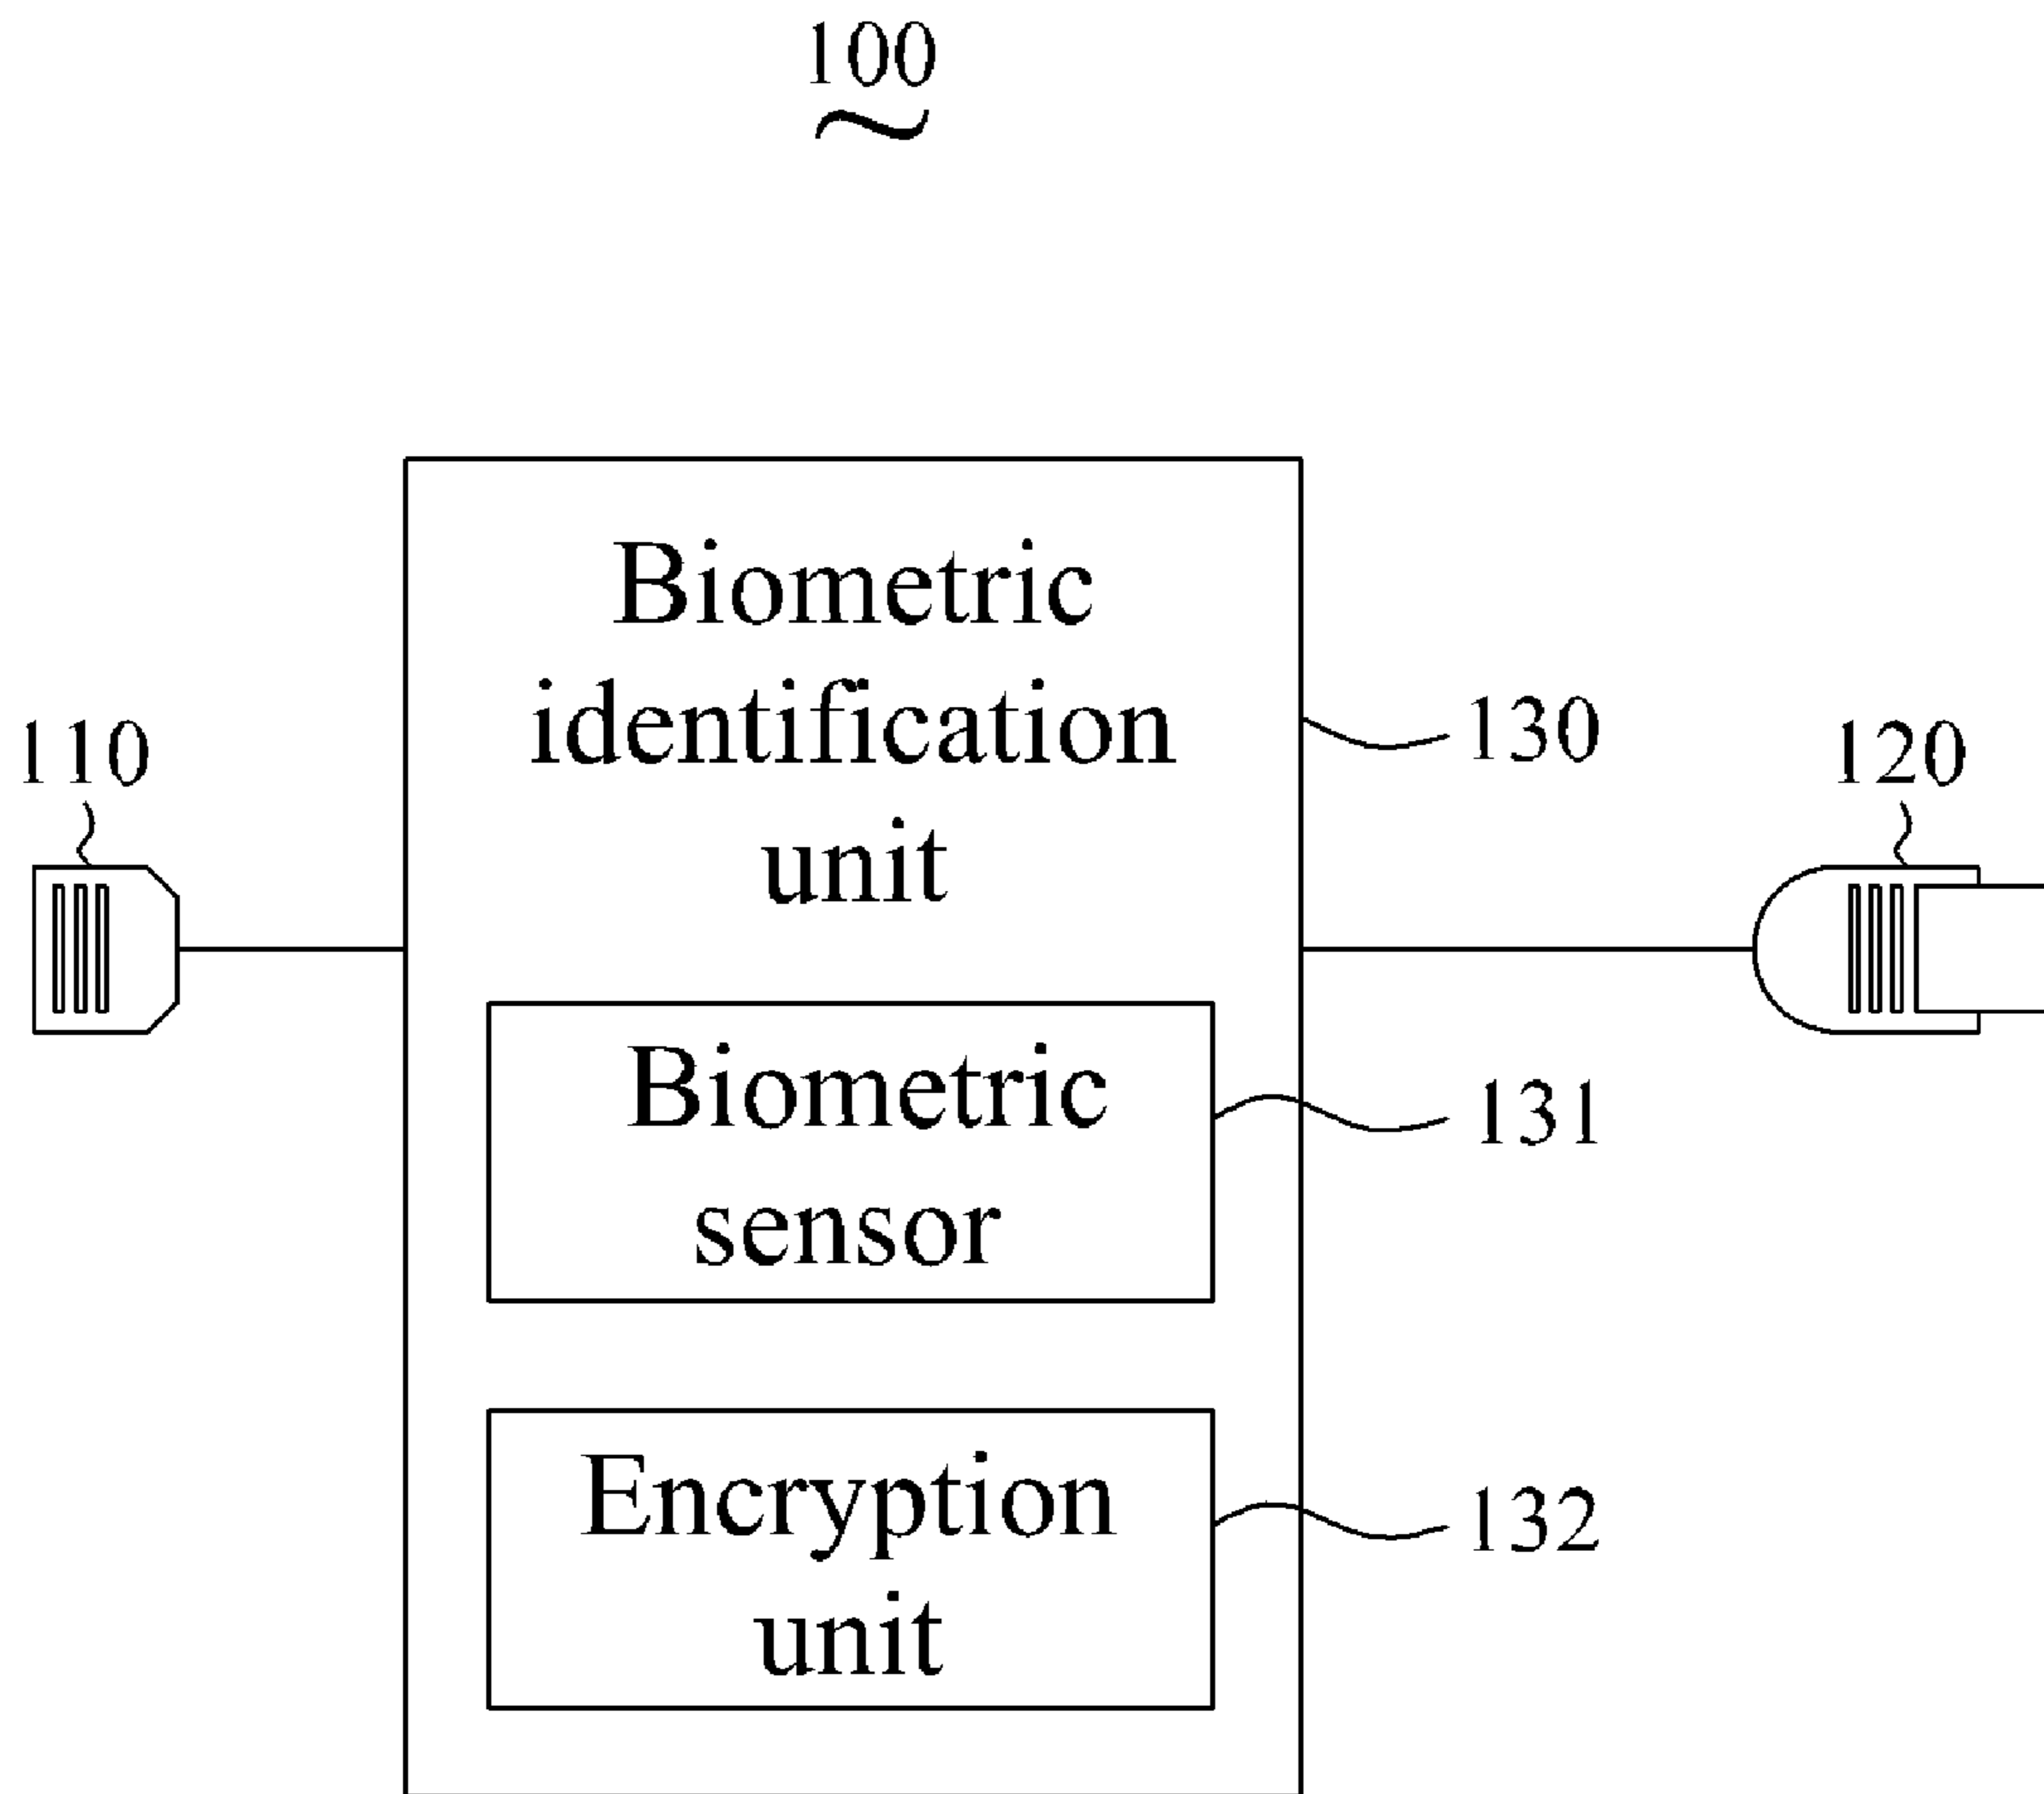 100
Biometric
identification
unit
130
110
120
Biometric
sensor
131
Encryption
unit
132